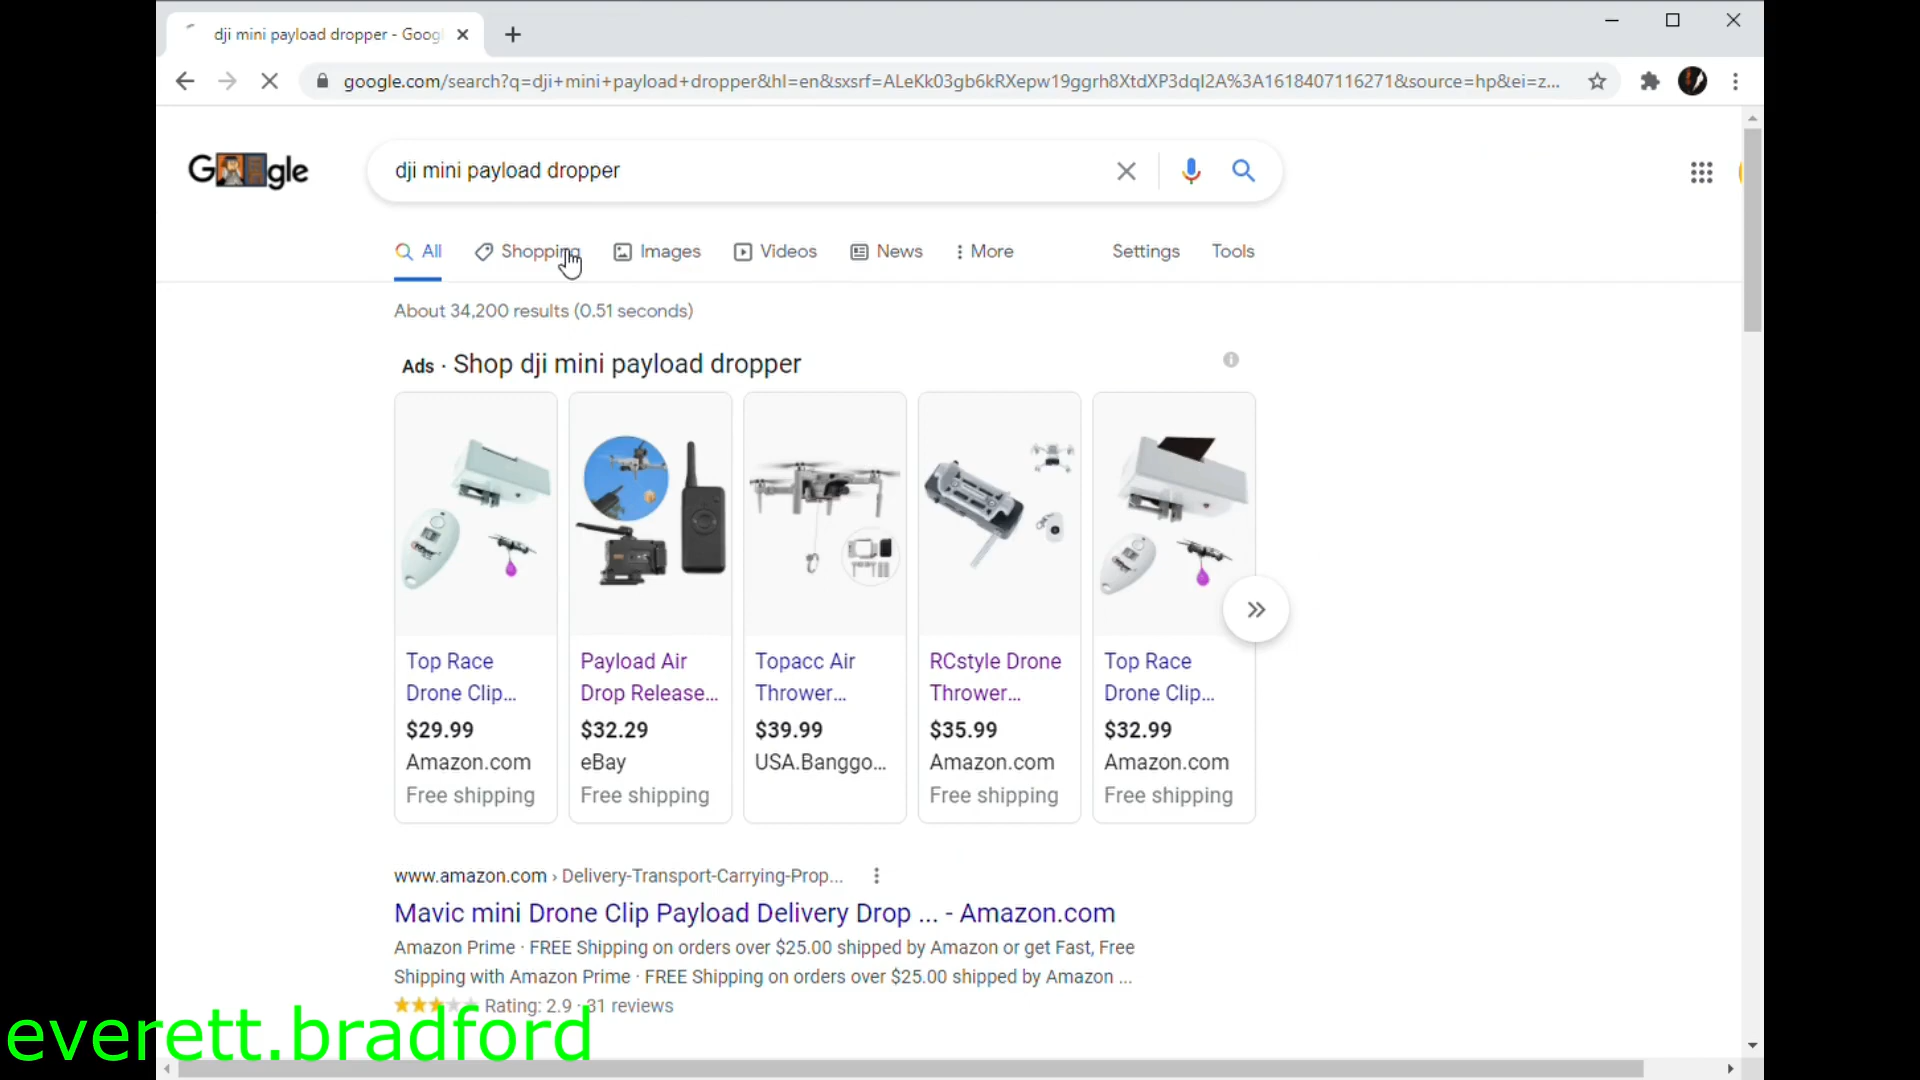 dji mini payload dropper - Goog
google.com/search?q=dji+mini+payload+dropper&hl=en&sxsrf=ALeKk03gb6kRXepw19ggrh8XtdXP3dqI2A%3A1618407116271&source=hp&ei=z...
G gle
dji mini payload dropper
All Shopping Images Videos News More Settings Tools
About 34,200 results (0.51 seconds)
Ads · Shop dji mini payload dropper
Top Race
Drone Clip...
$29.99
Amazon.com
Free shipping
Payload Air
Drop Release...
$32.29
eBay
Free shipping
Topacc Air
Thrower...
$39.99
USA.Banggo...
RCstyle Drone
Thrower...
$35.99
Amazon.com
Free shipping
Top Race
Drone Clip...
$32.99
Amazon.com
Free shipping
www.amazon.com › Delivery-Transport-Carrying-Prop...
Mavic mini Drone Clip Payload Delivery Drop ... - Amazon.com
Amazon Prime · FREE Shipping on orders over $25.00 shipped by Amazon or get Fast, Free
Shipping with Amazon Prime · FREE Shipping on orders over $25.00 shipped by Amazon ...
Rating: 2.9 · 31 reviews
everett.bradford